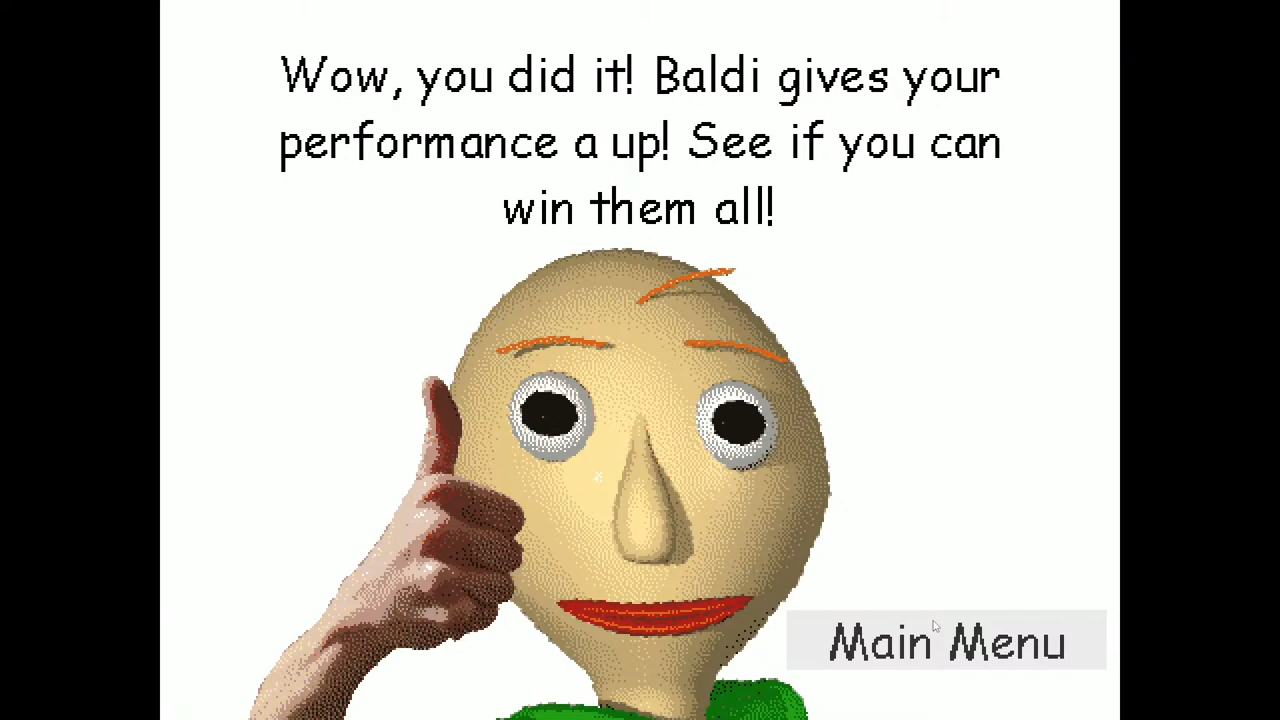 Wow, you did it! Baldi gives your
performance a up! See if you can
win them all!
Main Menu